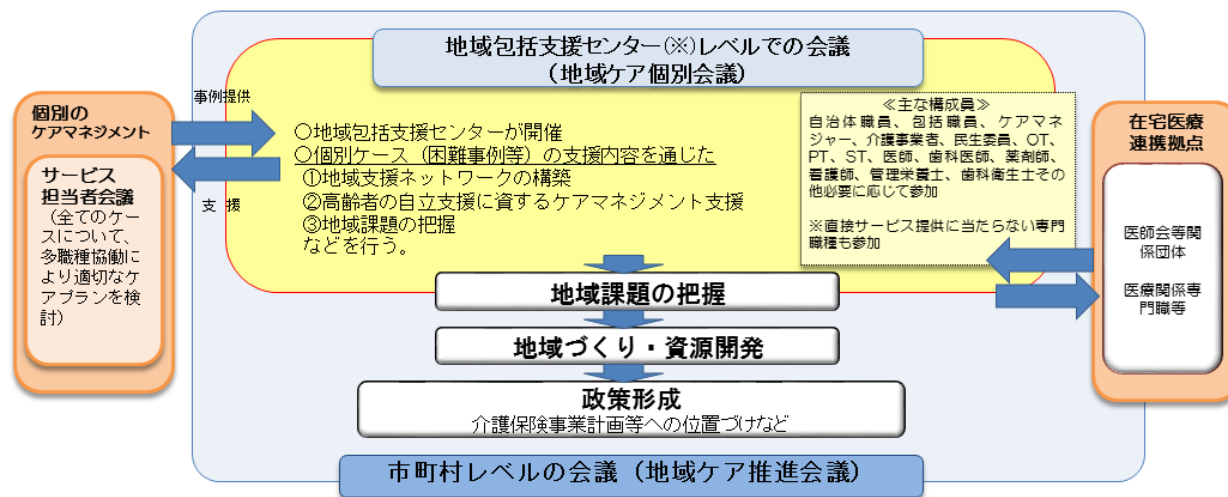 地域包括支援センター(※)レベルでの会議
(地域ケア個別会議)
個別の
ケアマネジメント
サービス
担当者会議
(全てのケー
スについて、
多職種協働に
より適切なケ
アプランを検
討)
事例提供
支 援
○地域包括支援センターが開催
○個別ケース(困難事例等)の支援内容を通じた
①地域支援ネットワークの構築
②高齢者の自立支援に資するケアマネジメント支援
③地域課題の把握
などを行う。
≪主な構成員≫
自治体職員、包括職員、ケアマネ
ジャー、介護事業者、民生委員、OT、
PT、ST、医師、歯科医師、薬剤師、
看護師、管理栄養士、歯科衛生士そ
の他必要に応じて参加
※直接サービス提供に当たらない専門
職種も参加
在宅医療
連携拠点
医師会等関
係団体
医療関係専
門職等
地域課題の把握
地域づくり・資源開発
政策形成
介護保険事業計画等への位置づけなど
市町村レベルの会議(地域ケア推進会議)